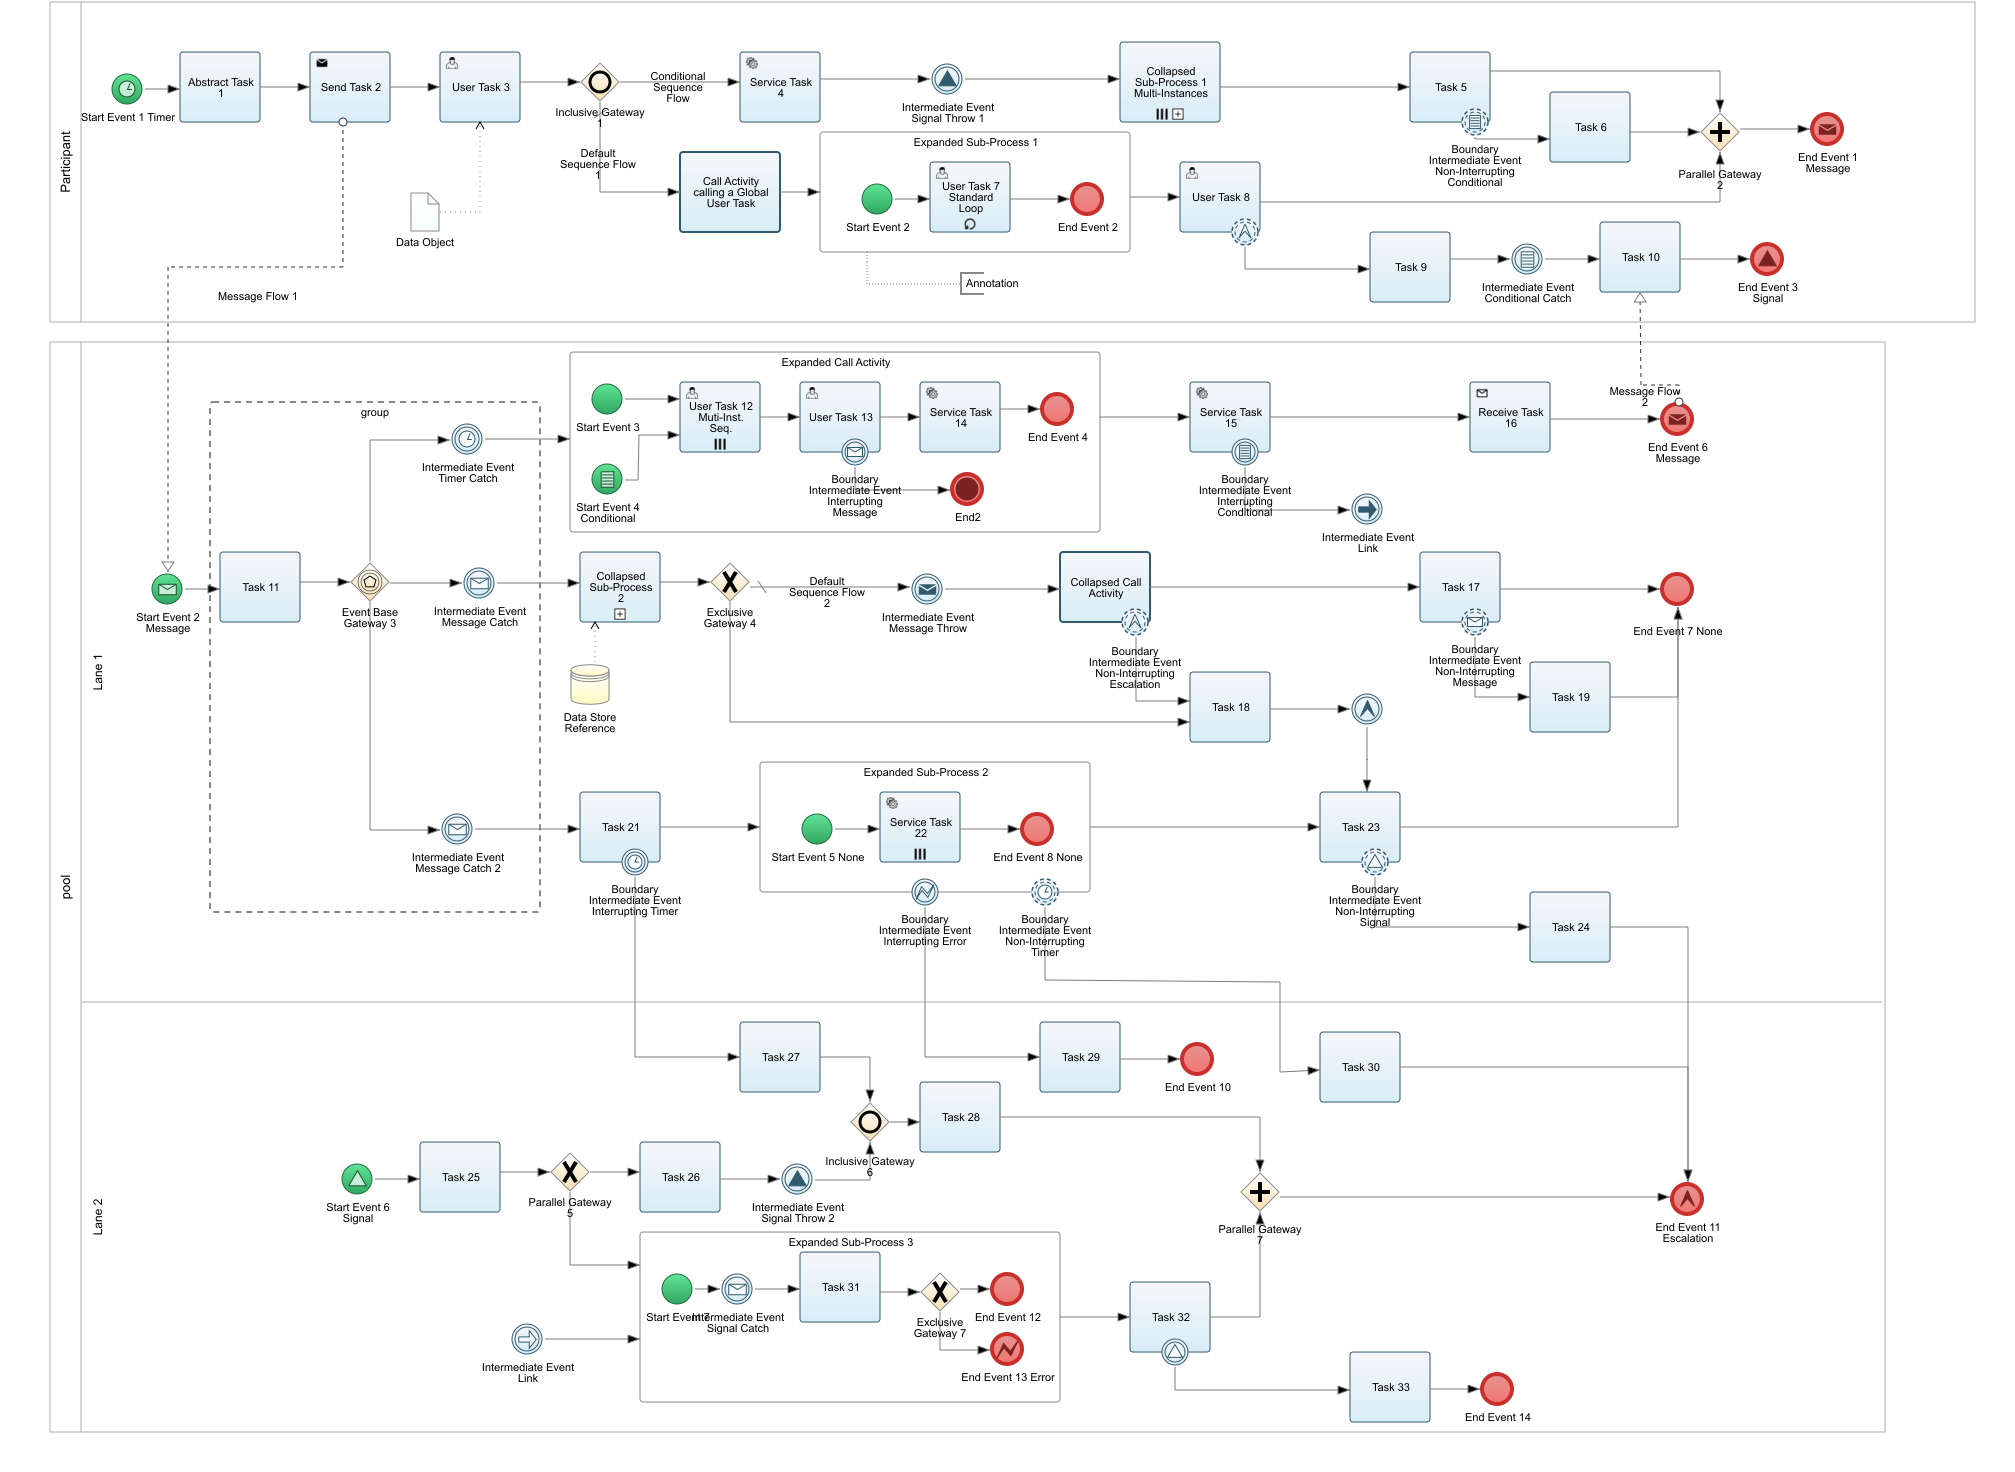 Participant
Start Event 1 Timer
Abstract Task
1
Send Task 2
User Task 3
Inclusive Gateway
1
Conditional
Sequence
Flow
Service Task
4
Intermediate Event
Signal Throw 1
Collapsed
Sub-Process 1
Multi-Instances
Task 5
Boundary
Intermediate Event
Non-Interrupting
Conditional
Task 6
Parallel Gateway
2
End Event 1
Message
Default
Sequence Flow
1
Call Activity
calling a Global
User Task
Expanded Sub-Process 1
Start Event 2
User Task 7
Standard
Loop
End Event 2
User Task 8
Data Object
Annotation
Task 9
Intermediate Event
Conditional Catch
Task 10
End Event 3
Signal
Message Flow 1
pool
Lane 1
group
Intermediate Event
Timer Catch
Expanded Call Activity
Start Event 3
Start Event 4
Conditional
User Task 12
Muti-Inst.
Seq.
User Task 13
Boundary
Intermediate Event
Interrupting
Message
Service Task
14
End Event 4
End2
Service Task
15
Boundary
Intermediate Event
Interrupting
Conditional
Intermediate Event
Link
Receive Task
16
Message Flow
2
End Event 6
Message
Start Event 2
Message
Task 11
Event Base
Gateway 3
Intermediate Event
Message Catch
Collapsed
Sub-Process
2
Exclusive
Gateway 4
Default
Sequence Flow
2
Intermediate Event
Message Throw
Collapsed Call
Activity
Boundary
Intermediate Event
Non-Interrupting
Escalation
Task 17
Boundary
Intermediate Event
Non-Interrupting
Message
End Event 7 None
Data Store
Reference
Task 18
Task 19
Intermediate Event
Message Catch 2
Task 21
Boundary
Intermediate Event
Interrupting Timer
Expanded Sub-Process 2
Start Event 5 None
Service Task
22
End Event 8 None
Boundary
Intermediate Event
Interrupting Error
Boundary
Intermediate Event
Non-Interrupting
Timer
Task 23
Boundary
Intermediate Event
Non-Interrupting
Signal
Task 24
Lane 2
Task 27
Task 29
End Event 10
Task 30
Start Event 6
Signal
Task 25
Parallel Gateway
5
Task 26
Intermediate Event
Signal Throw 2
Inclusive Gateway
6
Task 28
Parallel Gateway
7
End Event 11
Escalation
Expanded Sub-Process 3
Start Event 7
Intermediate Event
Signal Catch
Task 31
Exclusive
Gateway 7
End Event 12
End Event 13 Error
Intermediate Event
Link
Task 32
Task 33
End Event 14